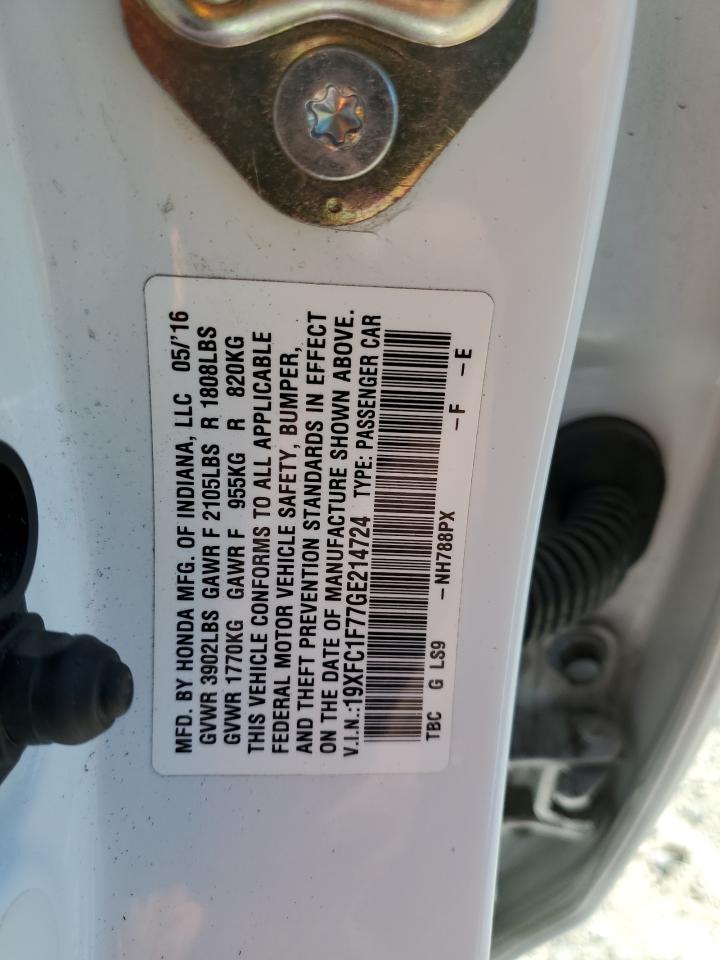 MFD. BY HONDA MFG. OF INDIANA, LLC 05/'16
GVWR 3902LBS GAWR F 2105LBS R 1808LBS
GVWR 1770KG GAWR F 955KG R 820KG
THIS VEHICLE CONFORMS TO ALL APPLICABLE
FEDERAL MOTOR VEHICLE SAFETY, BUMPER,
AND THEFT PREVENTION STANDARDS IN EFFECT
ON THE DATE OF MANUFACTURE SHOWN ABOVE.
V.I.N.:19XFC1F77GE214724 TYPE: PASSENGER CAR
TBC G LS9 -NH788PX -F -E